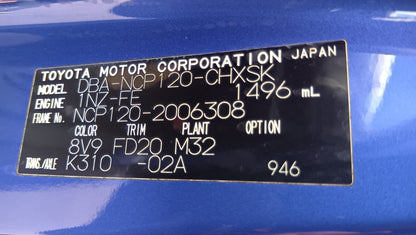 TOYOTA MOTOR CORPORATION JAPAN
MODEL DBA-NCP120-CHXSK
ENGINE 1NZ-FE 1496 mL
FRAME No. NCP120-2006308
COLOR TRIM PLANT OPTION
8V9 FD20 M32
TRANS./AXLE K310 -02A 946